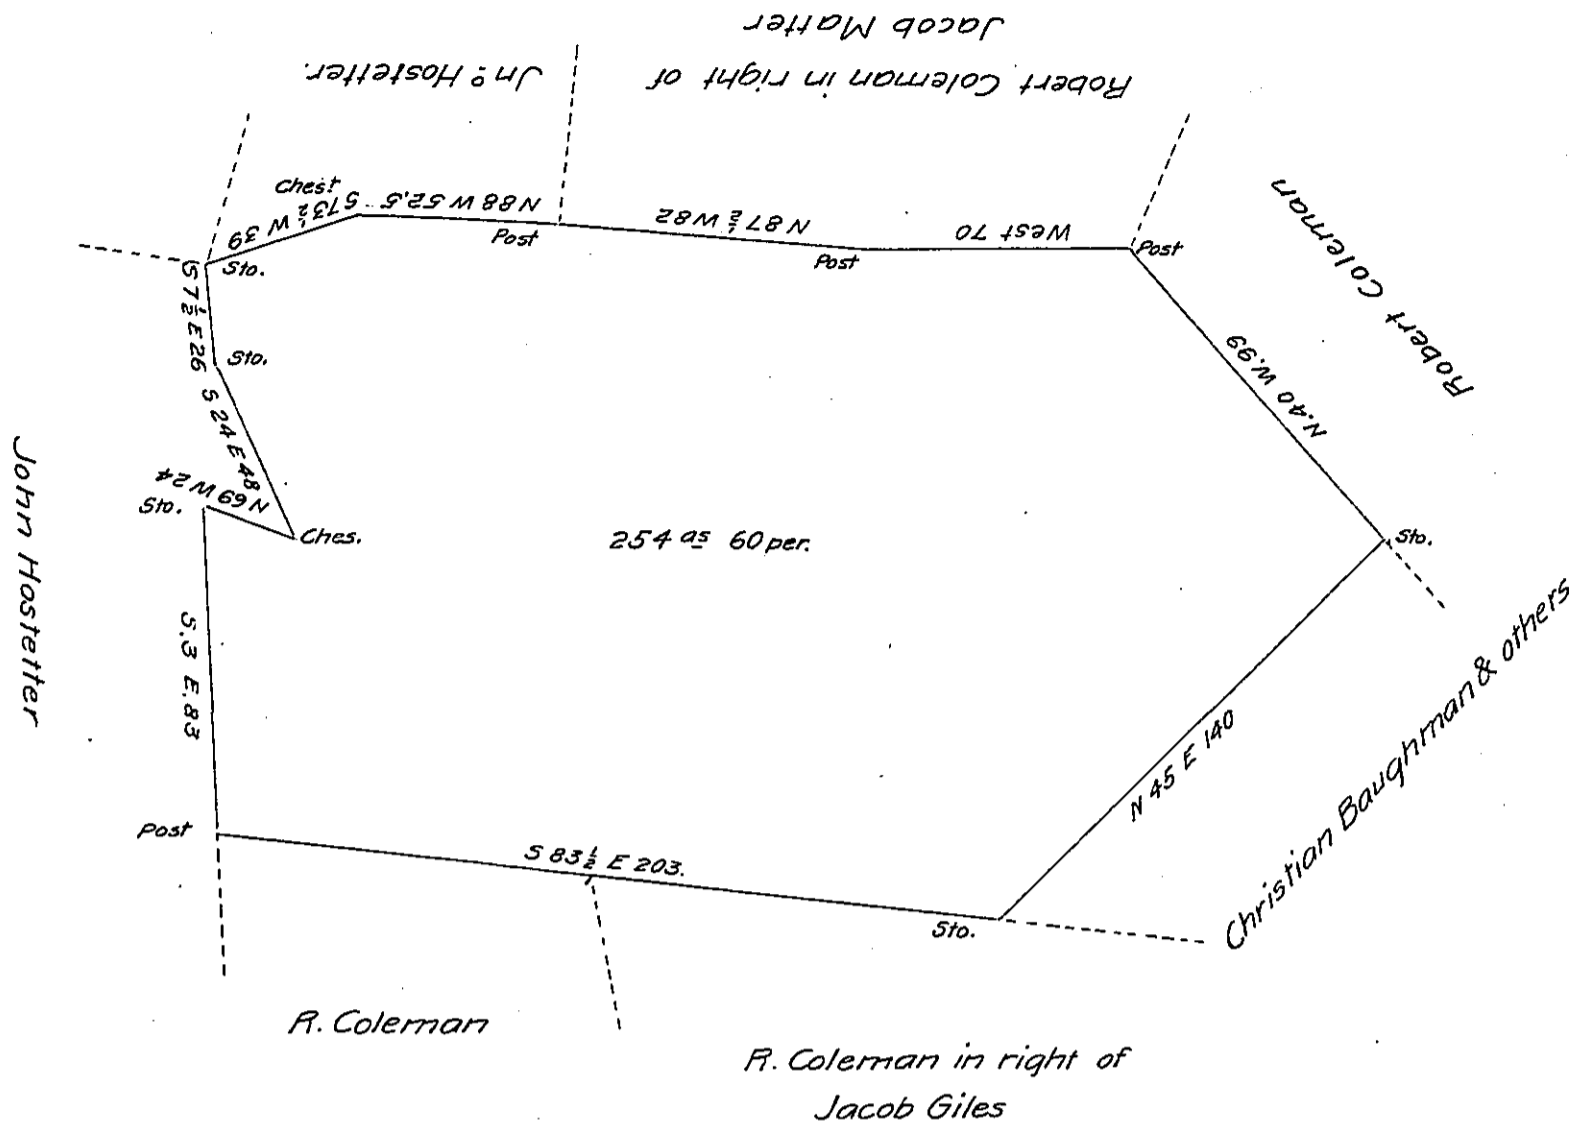 Robert Coleman in right of
Jacob Matter
Jnº Hostetter.
Robert Coleman
Christian Baughman & others
John Hostetter
R. Coleman
R. Coleman in right of
Jacob Giles
254 as 60 per.
Chest
S 73½ W 39
N 88 W 52.5
Post
N 87½ W 82
Post
West 70
Post
N. 40 W. 99
Sto.
N 45 E 140
Sto.
S 83½ E 203.
Post
S. 3 E. 83
Sto.
N 69 W 24
Ches.
S 24 E 48
Sto.
S 7½ E 26
Sto.